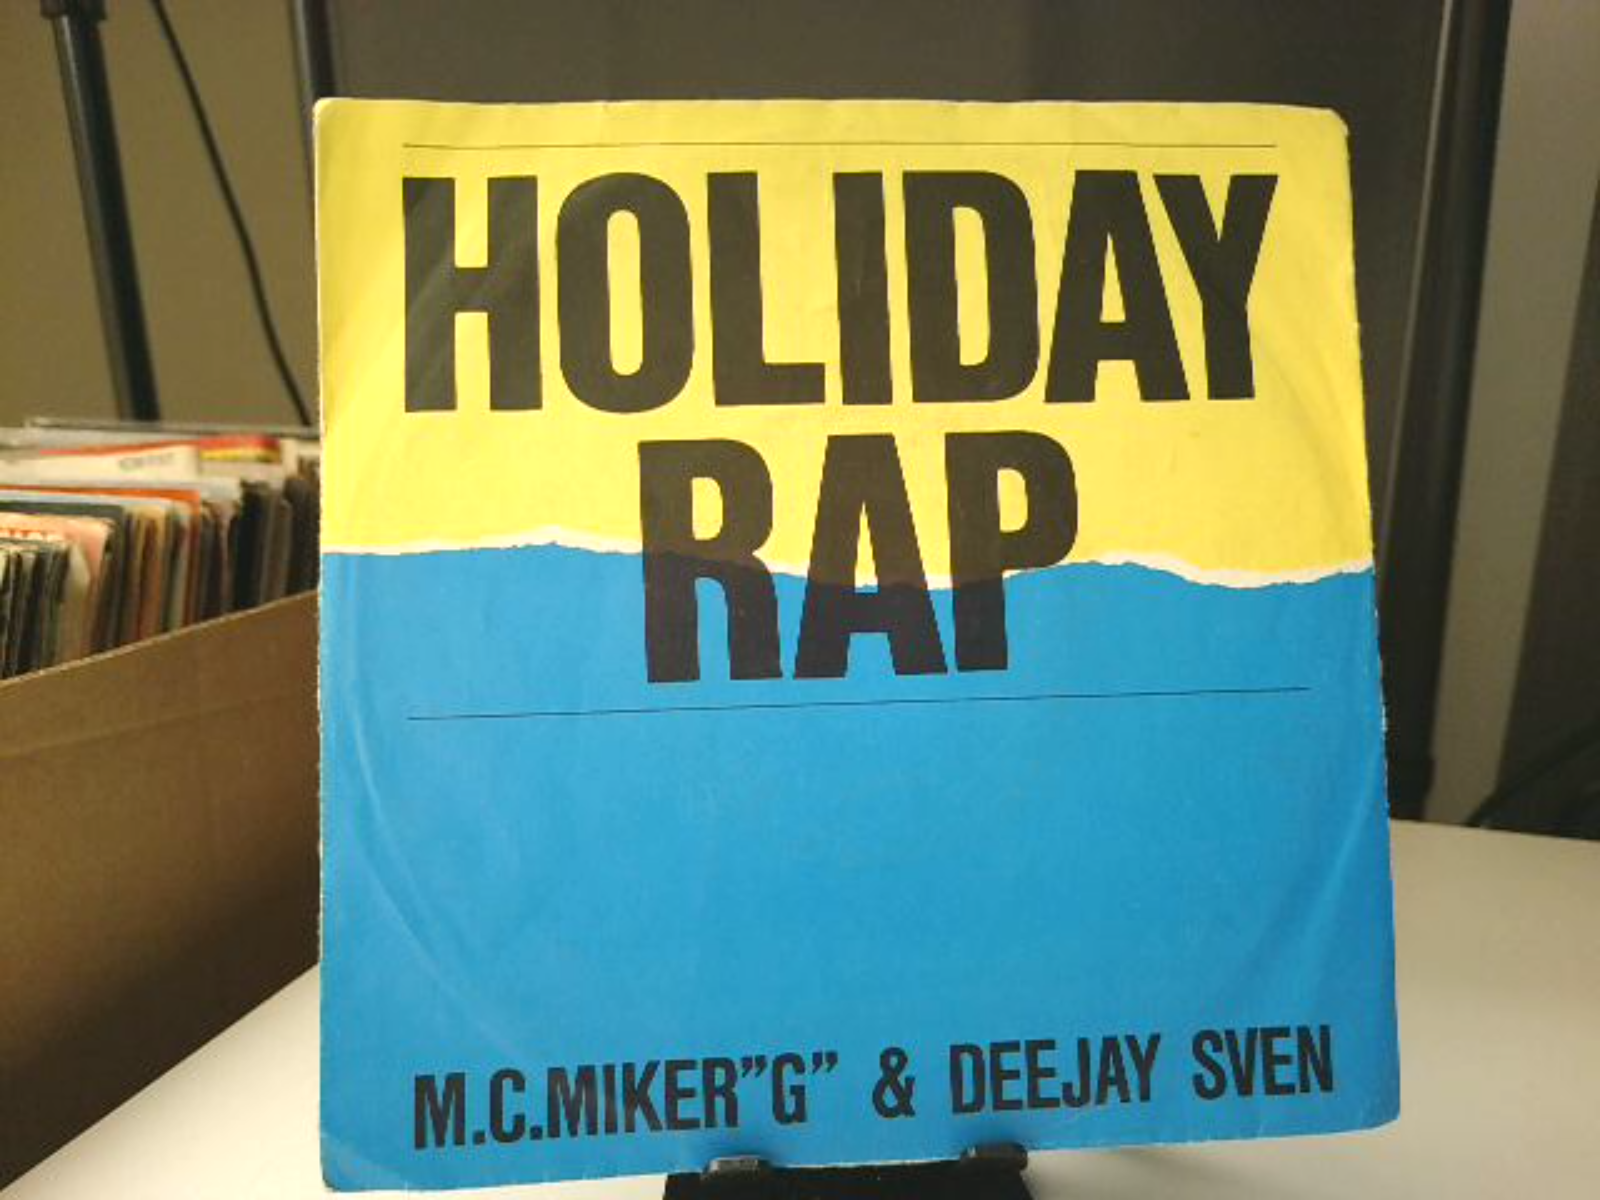 HOLIDAY
RAP
M.C.MIKER"G" & DEEJAY SVEN